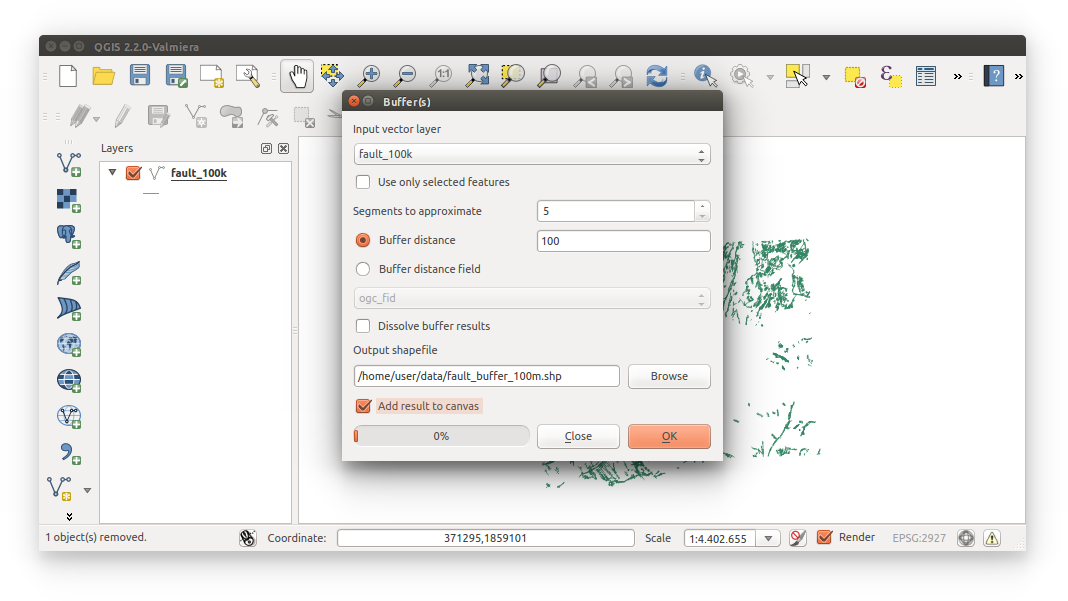 QGIS 2.2.0-Valmiera
1:1
ε
?
»
»
Buffer(s)
Layers
fault_100k
Input vector layer
fault_100k
Use only selected features
Segments to approximate
5
Buffer distance
100
Buffer distance field
ogc_fid
Dissolve buffer results
Output shapefile
/home/user/data/fault_buffer_100m.shp
Browse
Add result to canvas
0%
Close
OK
1 object(s) removed.
Coordinate:
371295,1859101
Scale
1:4.402.655
Render
EPSG:2927